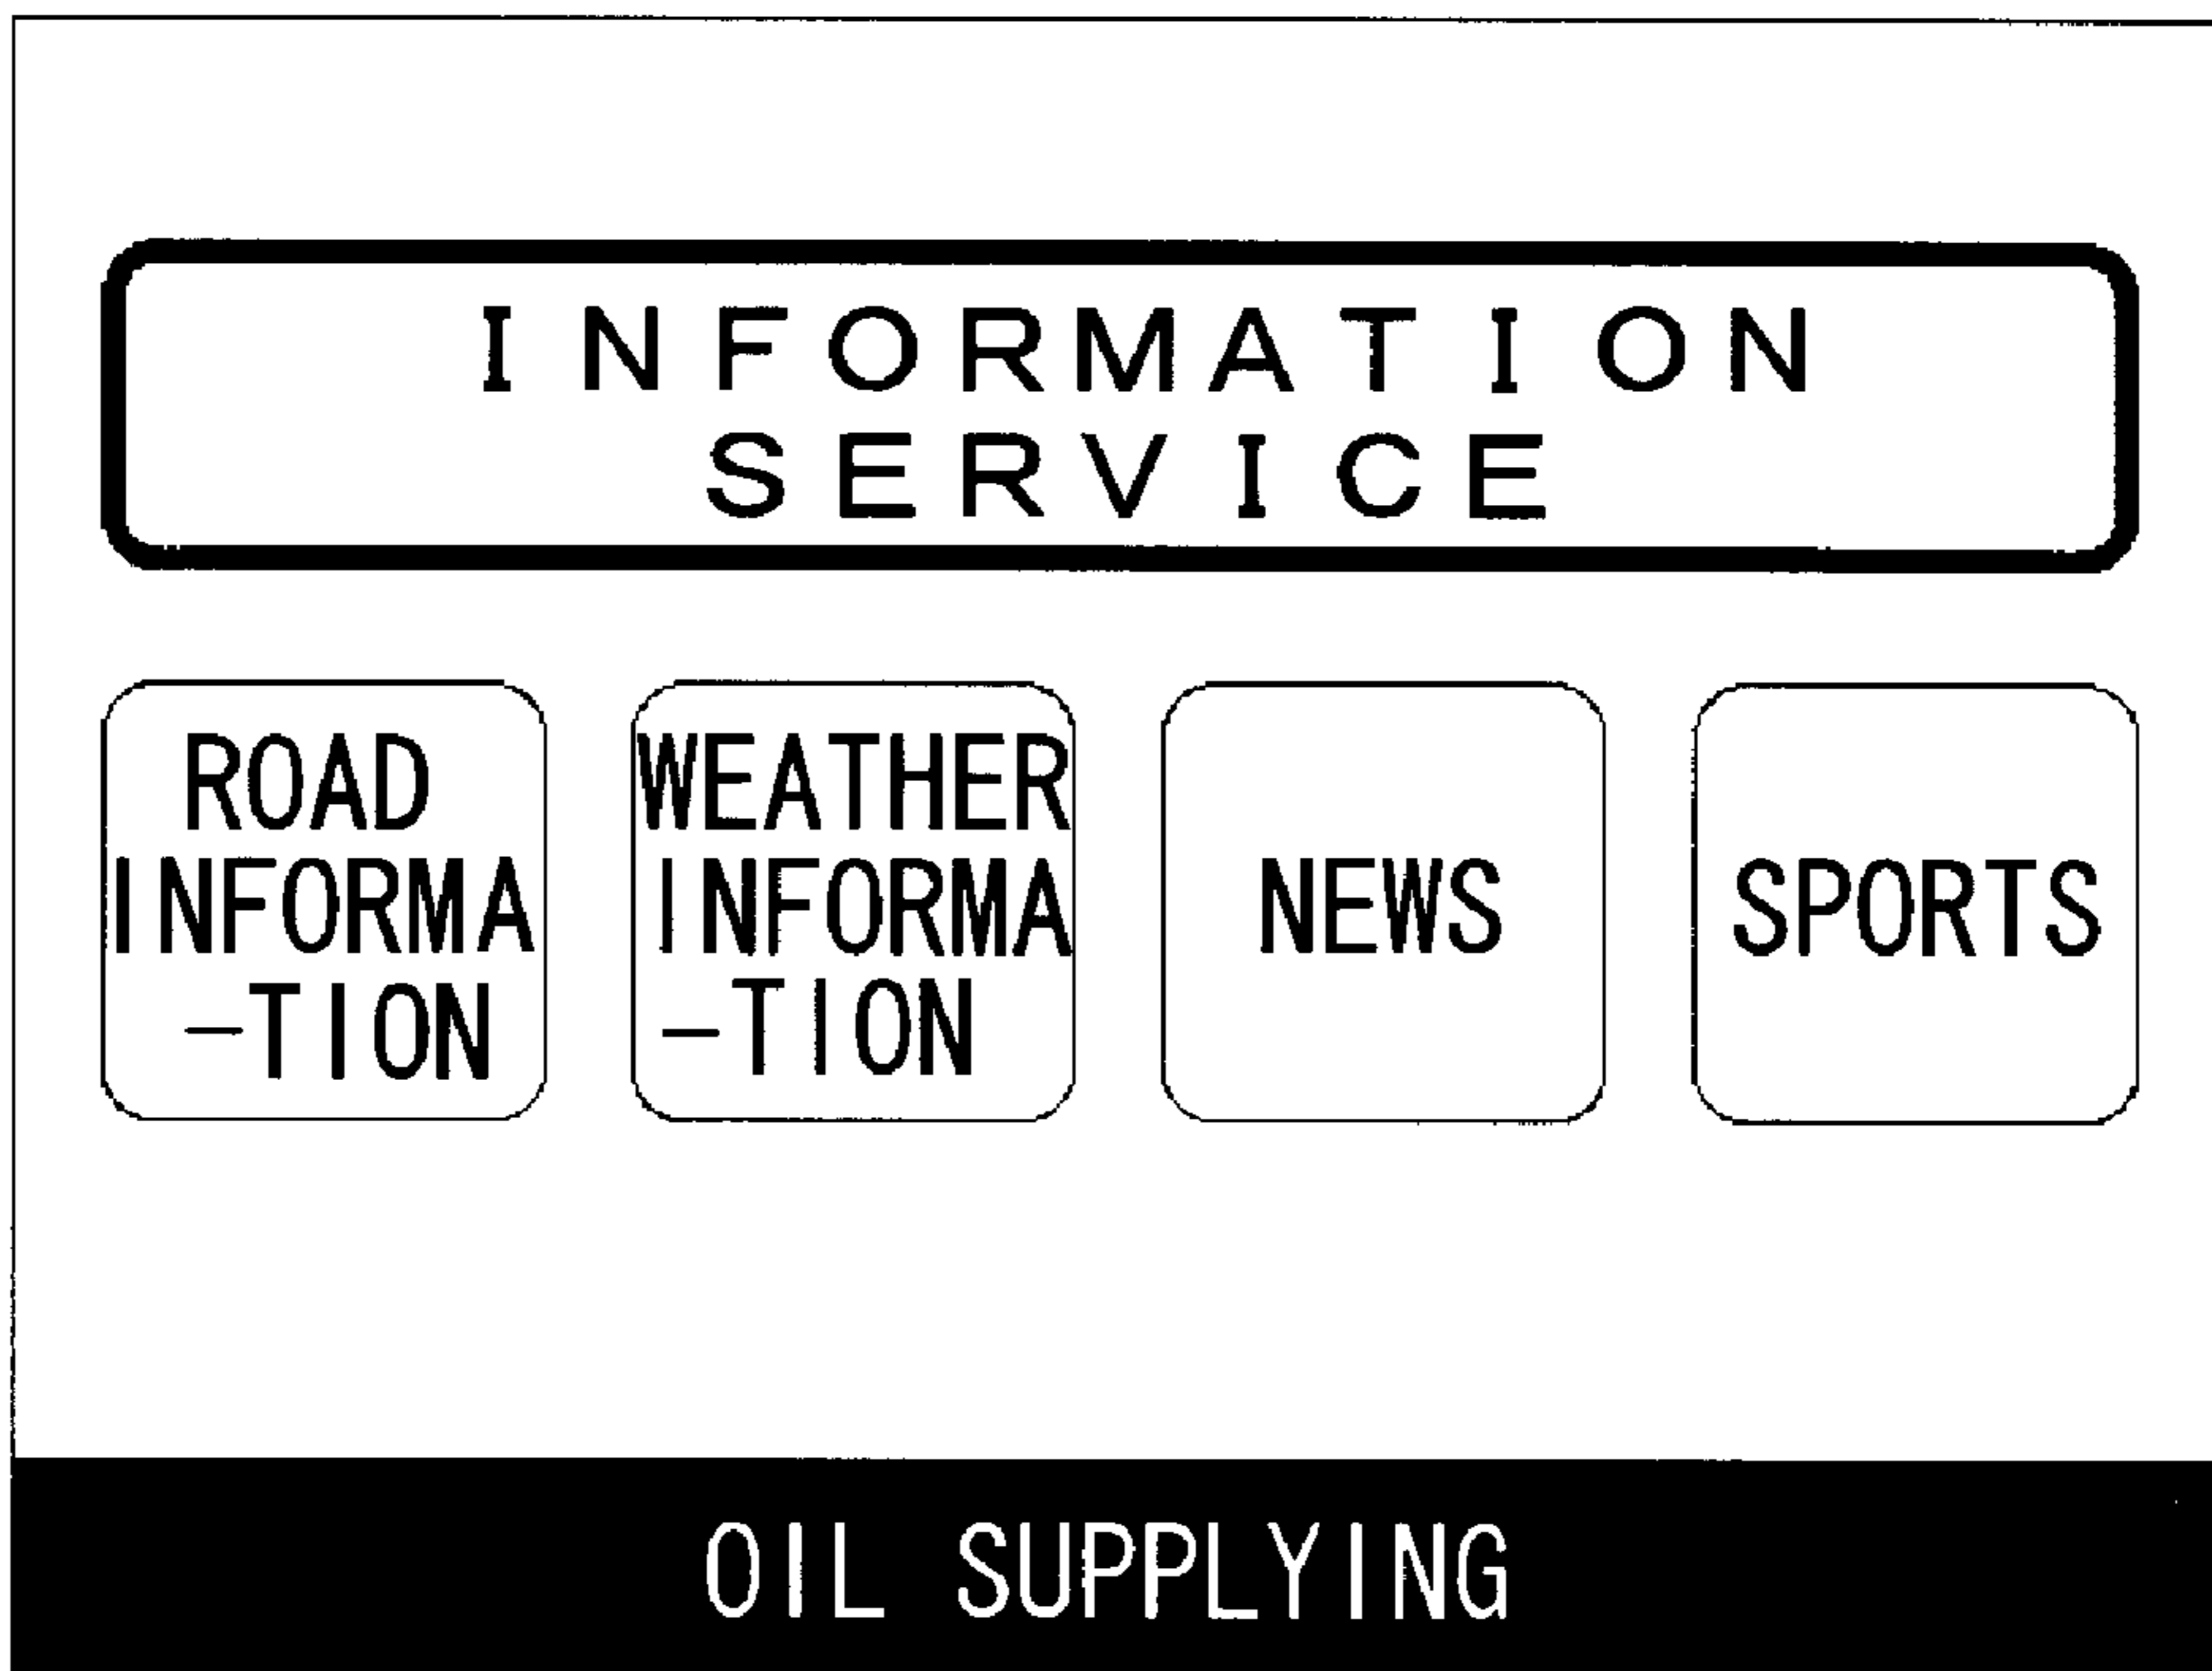 INFORMATION
SERVICE
ROAD
INFORMA
-TION
WEATHER
INFORMA
-TION
NEWS
SPORTS
OIL SUPPLYING